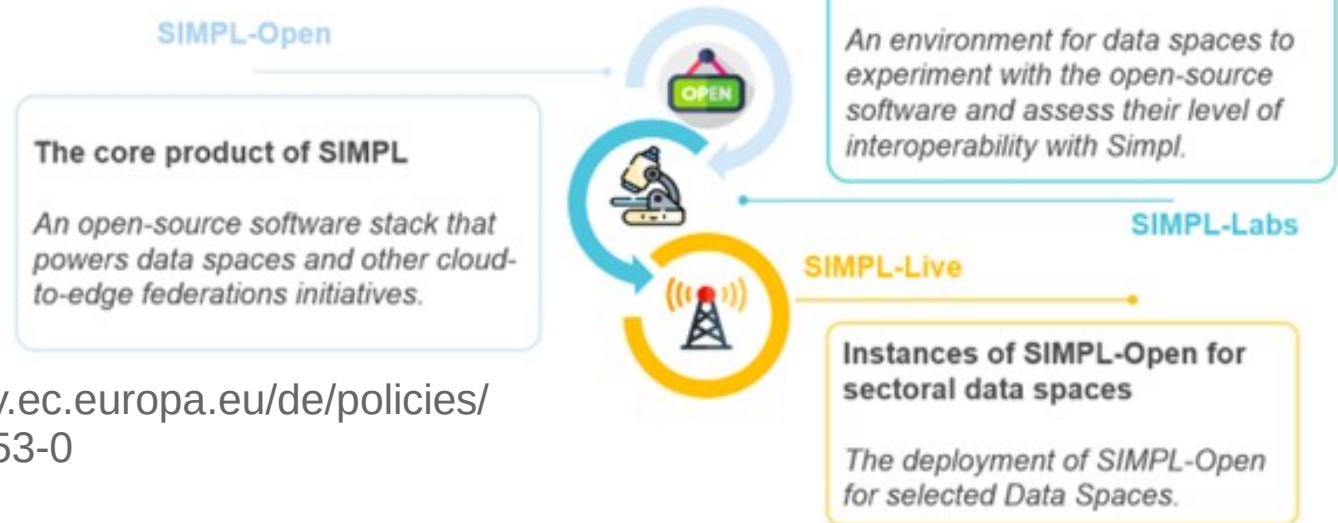 SIMPL-Open
OPEN
The core product of SIMPL
An open-source software stack that
powers data spaces and other cloud-
to-edge federations initiatives.
An environment for data spaces to
experiment with the open-source
software and assess their level of
interoperability with Simpl.
SIMPL-Labs
SIMPL-Live
Instances of SIMPL-Open for
sectoral data spaces
The deployment of SIMPL-Open
for selected Data Spaces.
.ec.europa.eu/de/policies/
53-0